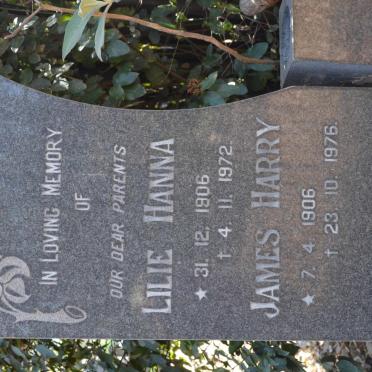 IN LOVING MEMORY
OF
OUR DEAR PARENTS
LILIE HANNA
★ 31. 12. 1906
† 4. 11. 1972.
JAMES HARRY
★ 7. 4. 1906
† 23. 10. 1976.